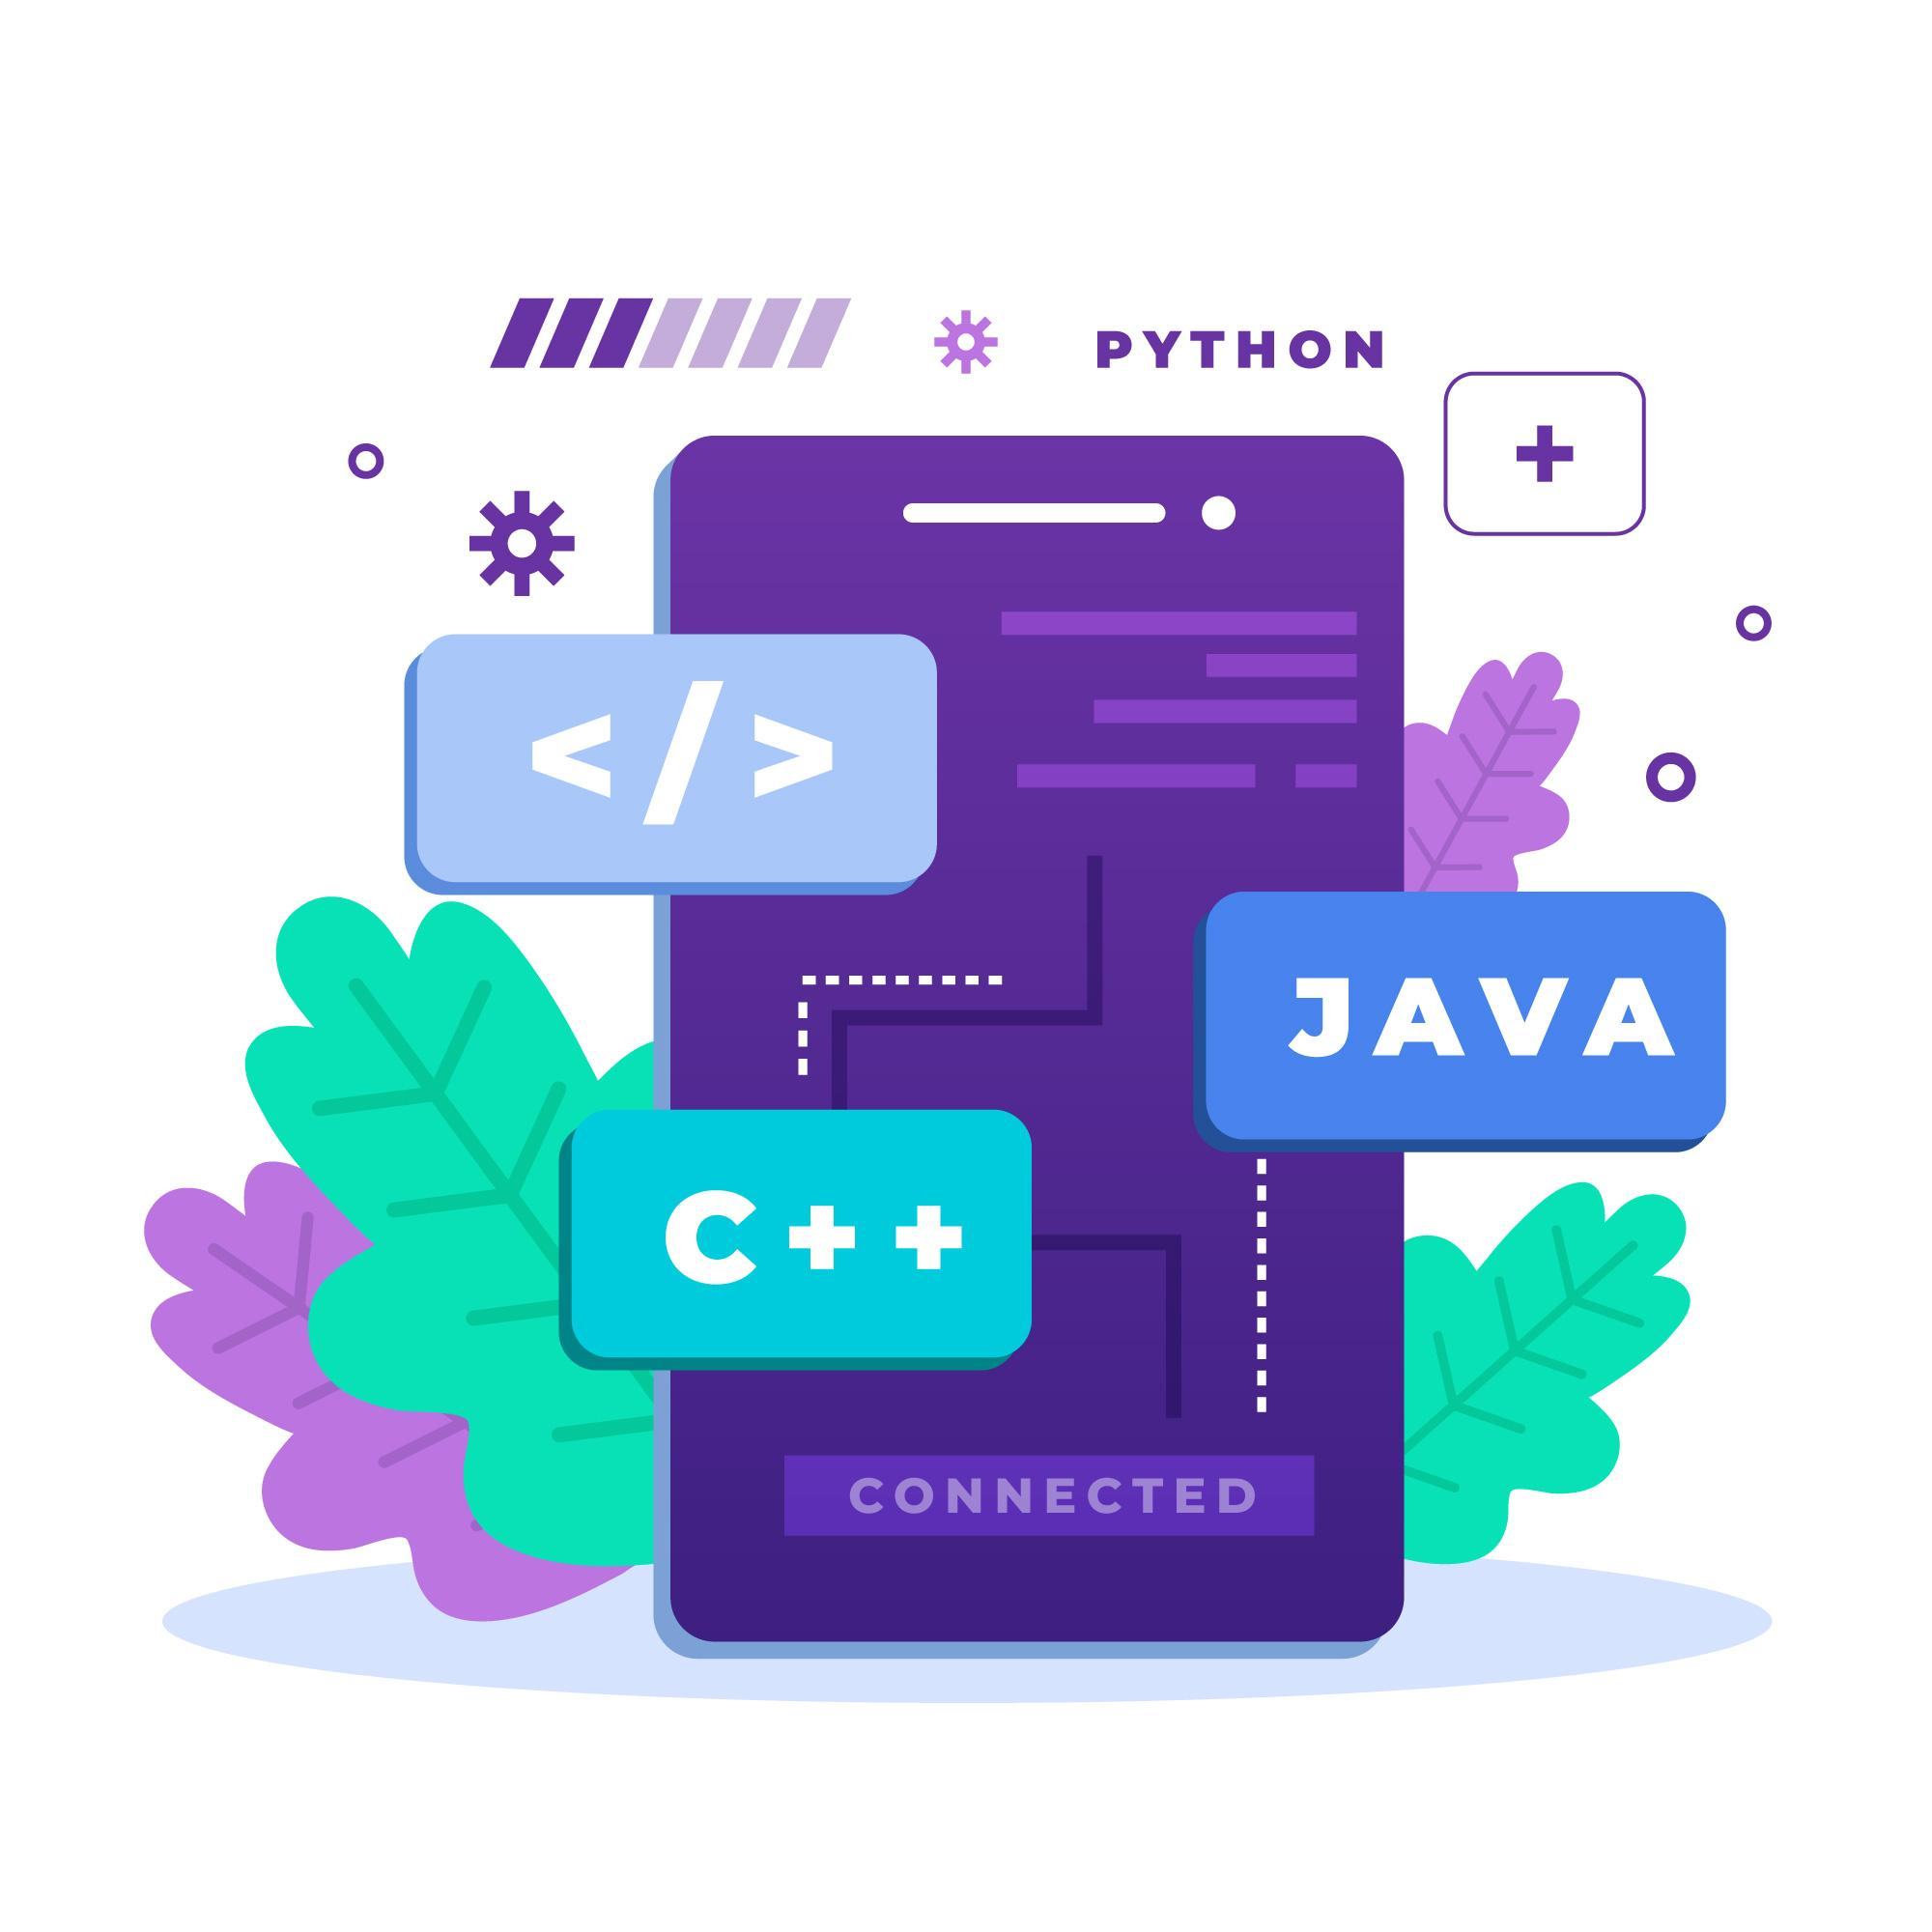 PYTHON
+
</>
JAVA
C++
CONNECTED